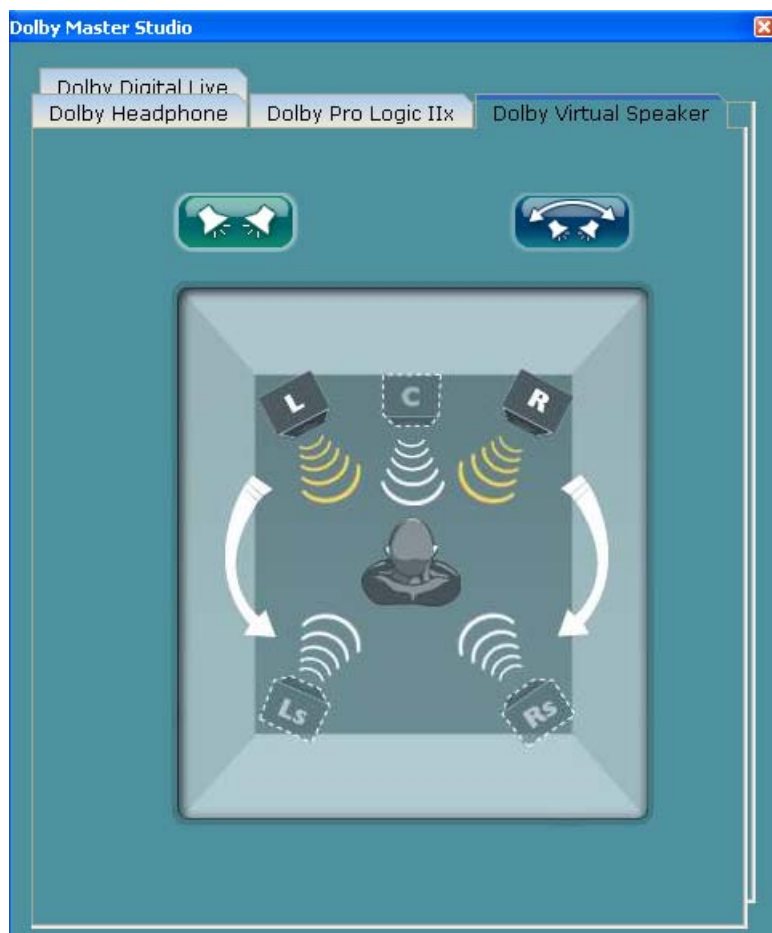 Dolby Master Studio
Dolby Digital Live
Dolby Headphone
Dolby Pro Logic IIx
Dolby Virtual Speaker
L
C
R
Ls
Rs